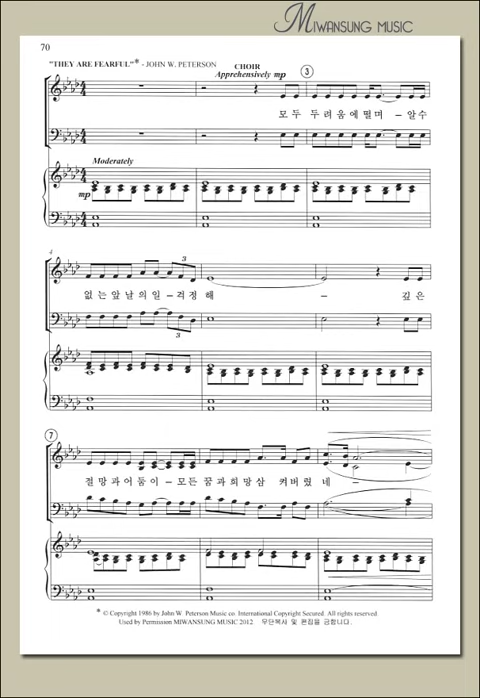 MIWANSUNG MUSIC
70
"THEY ARE FEARFUL"* - JOHN W. PETERSON
CHOIR
Apprehensively mp
3
모두 두려움에떨며 - 알수
Moderately
mp
4
3
없는앞날의일 - 격정해 - 깊은
3
7
절망과어둠이 - 모든 꿈과희망삼 켜버렸 네 -
* © Copyright 1986 by John W. Peterson Music co. International Copyright Secured. All rights reserved.
Used by Permission MIWANSUNG MUSIC 2012 무단복사 및 편집을 금합니다.